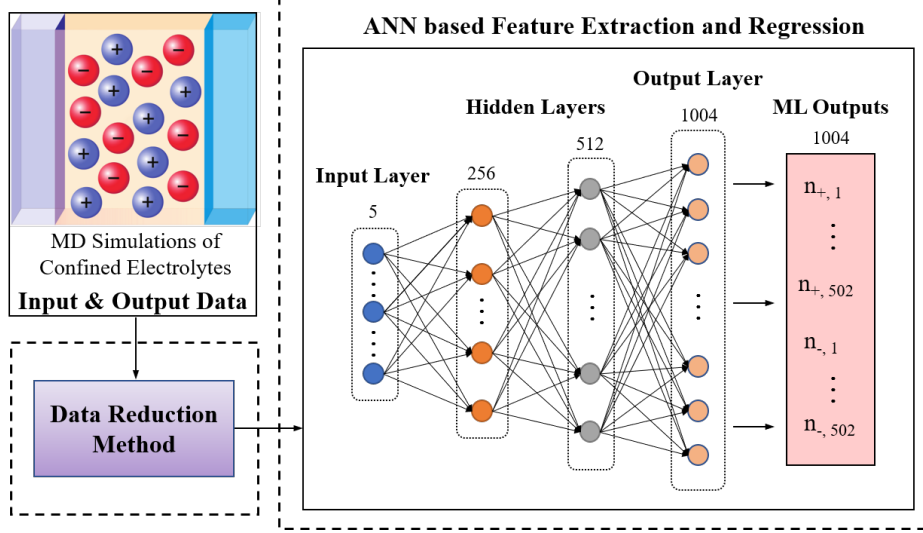 MD Simulations of
Confined Electrolytes
Input & Output Data
Data Reduction
Method
ANN based Feature Extraction and Regression
Input Layer
5
Hidden Layers
256
512
Output Layer
1004
ML Outputs
1004
n+, 1
n+, 502
n-, 1
n-, 502